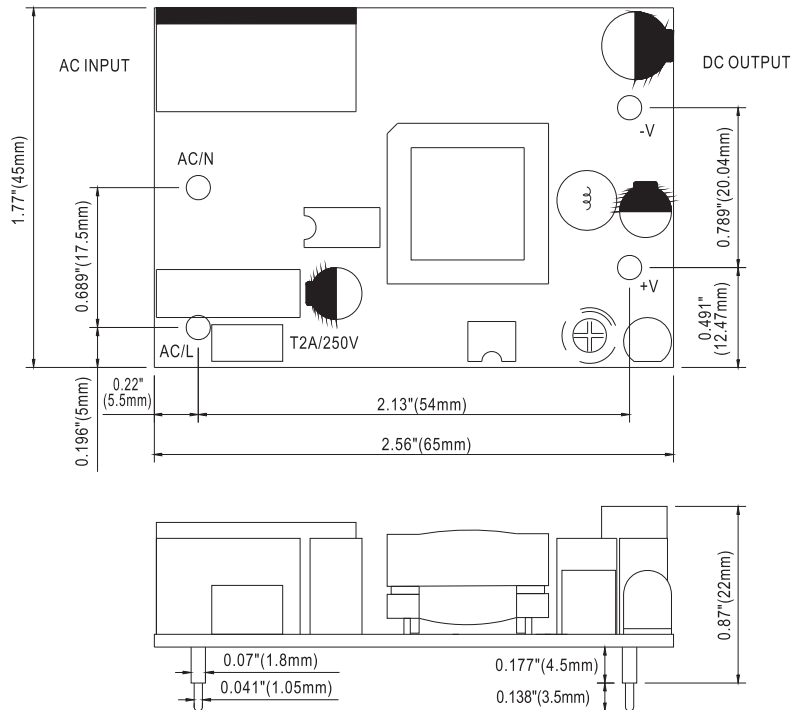 AC INPUT
DC OUTPUT
1.77"(45mm)
AC/N
-V
0.789"(20.04mm)
0.689"(17.5mm)
+V
0.491"
(12.47mm)
AC/L
T2A/250V
0.22"
(5.5mm)
0.196"(5mm)
2.13"(54mm)
2.56"(65mm)
0.87"(22mm)
0.07"(1.8mm)
0.177"(4.5mm)
0.041"(1.05mm)
0.138"(3.5mm)